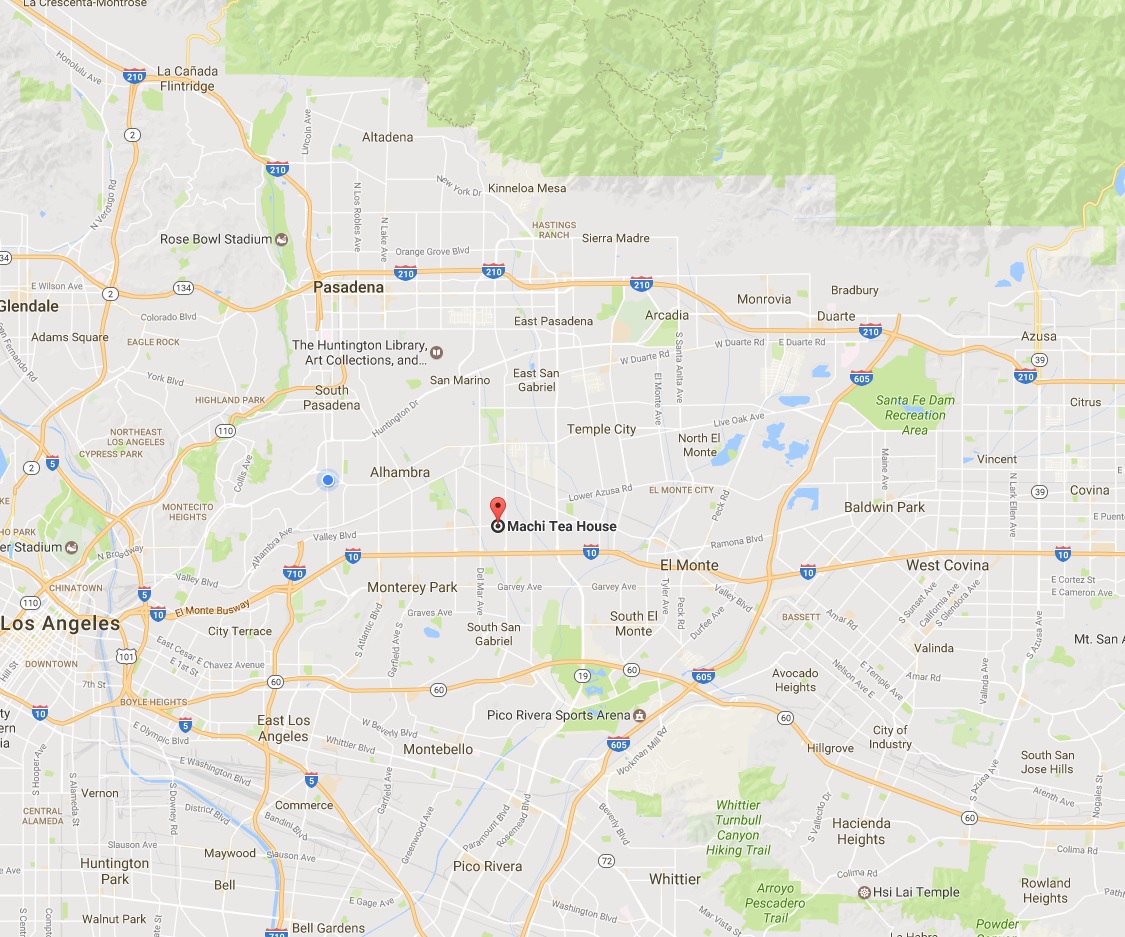 La Crescenta-Montrose
Honolulu Ave
210
La Cañada
Flintridge
2
Lincoln Ave
Altadena
210
N Verdugo Rd
N Los Robles Ave
N Lake Ave
New York Dr
Kinneloa Mesa
HASTINGS
RANCH
Sierra Madre
Rose Bowl Stadium
Orange Grove Blvd
34
134
2
E Wilson Ave
210
210
210
Pasadena
Glendale
Colorado Blvd
Adams Square
EAGLE ROCK
East Pasadena
Arcadia
Monrovia
Bradbury
Duarte
210
Azusa
39
210
The Huntington Library,
Art Collections, and...
W Duarte Rd
W Duarte Rd
E Duarte Rd
S Santa Anita Ave
El Monte Ave
605
San Marino
East San
Gabriel
York Blvd
HIGHLAND PARK
South
Pasadena
Huntington Dr
Santa Fe Dam
Recreation
Area
Citrus
110
NORTHEAST
LOS ANGELES
CYPRESS PARK
5
2
Temple City
Live Oak Ave
North El
Monte
Collis Ave
Alhambra
Maine Ave
Vincent
N Lark Ellen Ave
39
Covina
Lower Azusa Rd
EL MONTE CITY
Peck Rd
Baldwin Park
MONTECITO
HEIGHTS
E Puente
Machi Tea House
HO PARK
er Stadium
N Broadway
Alhambra Ave
Valley Blvd
10
10
Ramona Blvd
10
10
El Monte
West Covina
710
CHINATOWN
Valley Blvd
5
10
El Monte Busway
110
Los Angeles
Monterey Park
Del Mar Ave
Garvey Ave
Garvey Ave
Tyler Ave
Peck Rd
Durfee Ave
Valley Blvd
E Cortez St
E Cameron Ave
S Sunset Ave
California Ave
S Glendora Ave
Graves Ave
S Atlantic Blvd
Garfield Ave S
South San
Gabriel
South El
Monte
BASSETT
Amar Rd
S Azusa Ave
Mt. San A
City Terrace
DOWNTOWN
101
East Cesar E Chavez Avenue
E 1st St
Hill St
7th St
60
60
19
60
605
Avocado
Heights
Nelson Ave E
E Temple Ave
Valinda
Amar Rd
Valinda Ave
BOYLE HEIGHTS
10
5
E Olympic Blvd
East Los
Angeles
W Beverly Blvd
Whittier Blvd
Montebello
Pico Rivera Sports Arena
605
Workman Mill Rd
60
Hillgrove
City of
Industry
South San
Jose Hills
S Azusa Ave
Arenth Ave
Nogales St
60
E Washington Blvd
5
S Hooper Ave
S Alameda St
Vernon
S Downey Rd
District Blvd
Commerce
Bandini Blvd
Garfield Ave
Greenwood Ave
Paramount Blvd
Rosemead Blvd
Beverly Blvd
CENTRAL
ALAMEDA
Slauson Ave
Slauson Ave
Maywood
Huntington
Park
Bell
Whittier
Turnbull
Canyon
Hiking Trail
S Vallecito Dr
Hacienda
Heights
Colima Rd
Colima Rd
72
Pico Rivera
Whittier
Arroyo
Pescadero
Trail
Hsi Lai Temple
Rowland
Heights
Walnut Park
E Gage Ave
Washington Blvd
Mar Vista St
Bell Gardens
710
La Habra
Powder